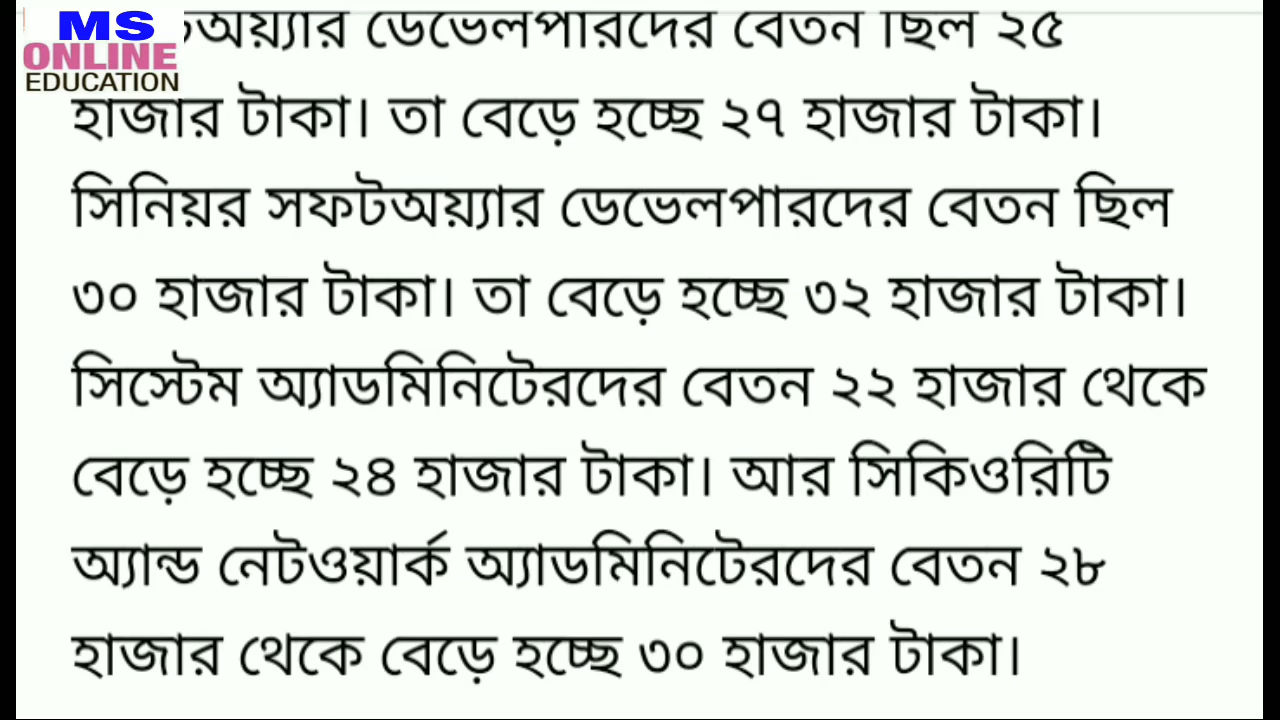 MS
ONLINE
EDUCATION
ডেভেলপারদের বেতন ছিল ২৫
হাজার টাকা। তা বেড়ে হচ্ছে ২৭ হাজার টাকা।
সিনিয়র সফটঅয়্যার ডেভেলপারদের বেতন ছিল
৩০ হাজার টাকা। তা বেড়ে হচ্ছে ৩২ হাজার টাকা।
সিস্টেম অ্যাডমিনিটেরদের বেতন ২২ হাজার থেকে
বেড়ে হচ্ছে ২৪ হাজার টাকা। আর সিকিওরিটি
অ্যান্ড নেটওয়ার্ক অ্যাডমিনিটেরদের বেতন ২৮
হাজার থেকে বেড়ে হচ্ছে ৩০ হাজার টাকা।